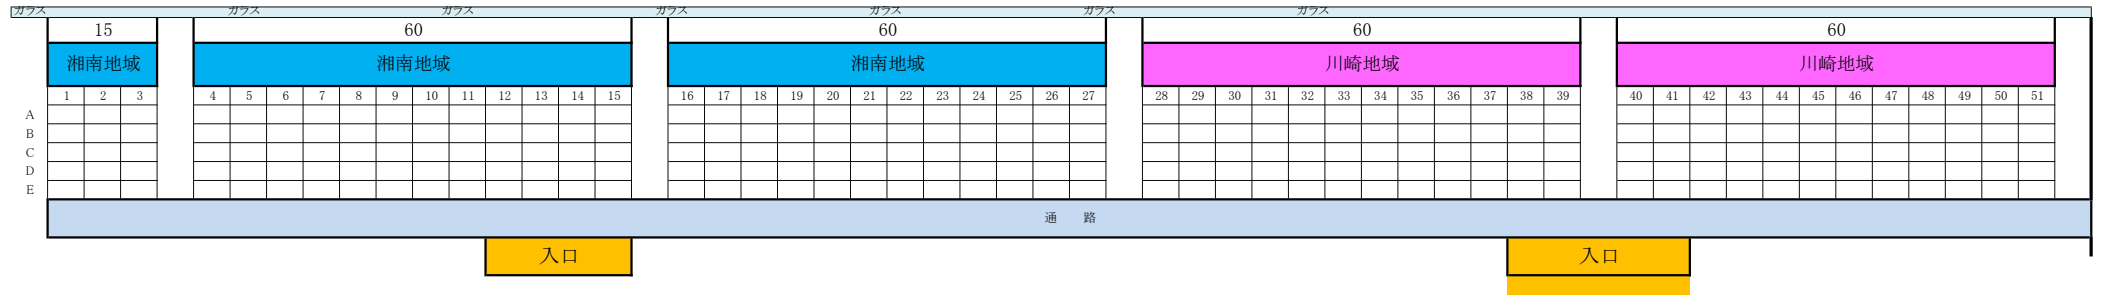 ガラス ガラス ガラス ガラス ガラス ガラス ガラス
15 60 60 60 60
湘南地域 湘南地域 湘南地域 川崎地域 川崎地域
1 2 3 4 5 6 7 8 9 10 11 12 13 14 15 16 17 18 19 20 21 22 23 24 25 26 27 28 29 30 31 32 33 34 35 36 37 38 39 40 41 42 43 44 45 46 47 48 49 50 51
A
B
C
D
E
通 路
入口 入口